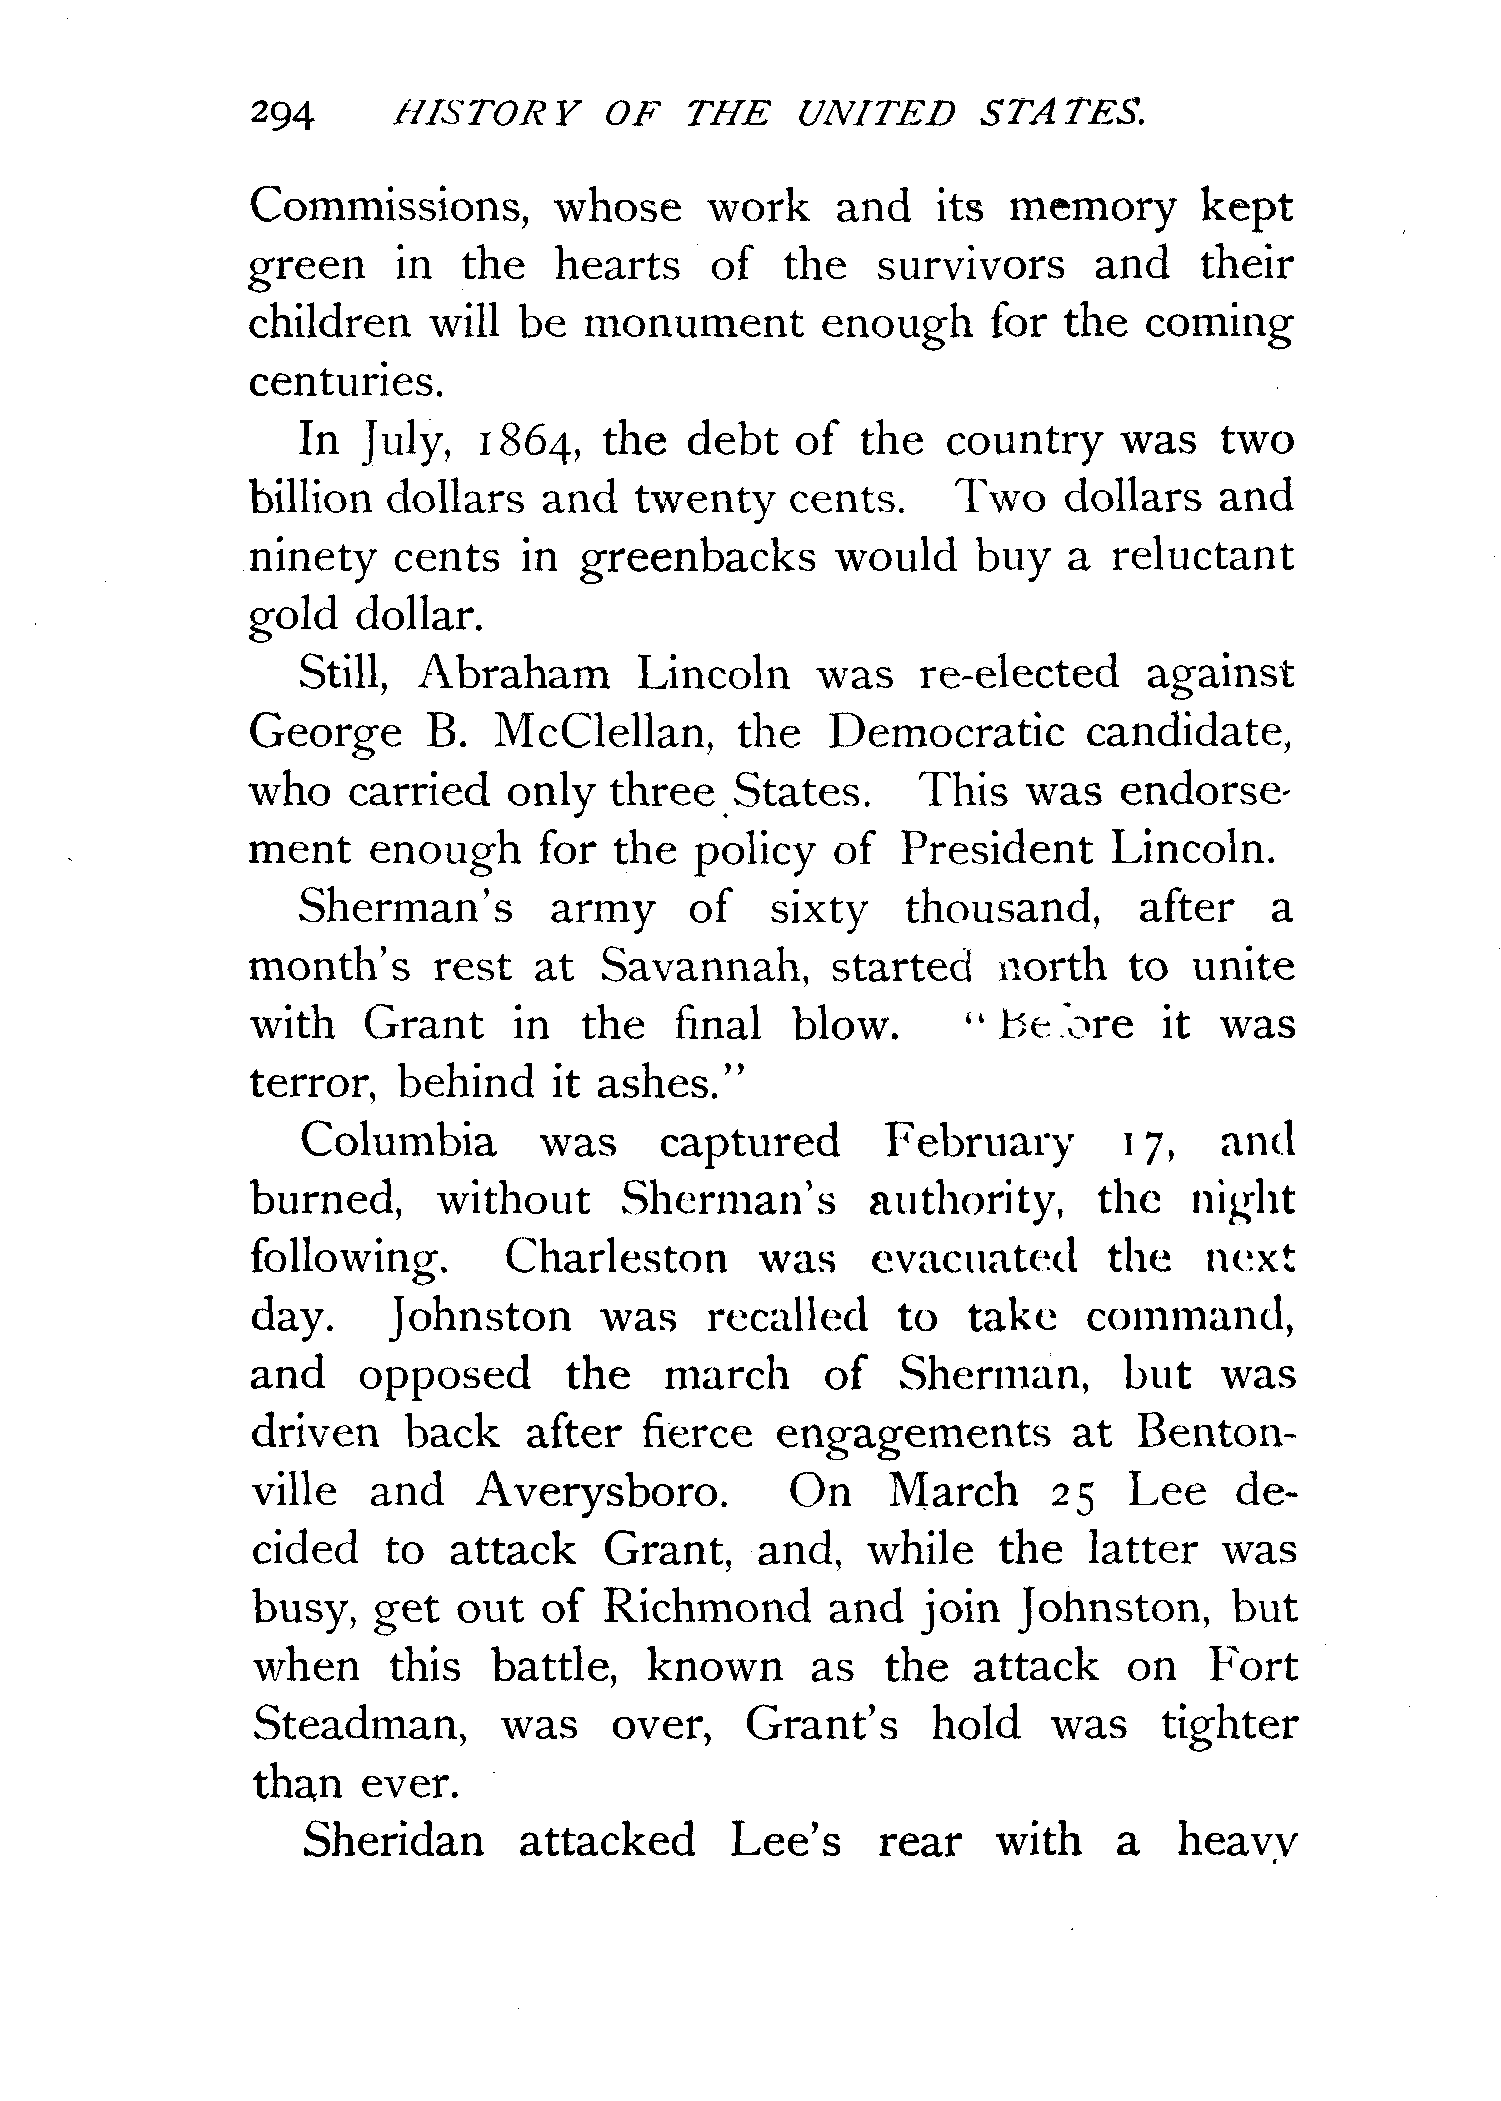 294 HISTORY OF THE UNITED STATES.
Commissions, whose work and its memory kept
green in the hearts of the survivors and their
children will be monument enough for the coming
centuries.
In July, 1864, the debt of the country was two
billion dollars and twenty cents. Two dollars and
ninety cents in greenbacks would buy a reluctant
gold dollar.
Still, Abraham Lincoln was re-elected against
George B. McClellan, the Democratic candidate,
who carried only three States. This was endorse-
ment enough for the policy of President Lincoln.
Sherman's army of sixty thousand, after a
month's rest at Savannah, started north to unite
with Grant in the final blow. "Before it was
terror, behind it ashes."
Columbia was captured February 17, and
burned, without Sherman's authority, the night
following. Charleston was evacuated the next
day. Johnston was recalled to take command,
and opposed the march of Sherman, but was
driven back after fierce engagements at Benton-
ville and Averysboro. On March 25 Lee de-
cided to attack Grant, and, while the latter was
busy, get out of Richmond and join Johnston, but
when this battle, known as the attack on Fort
Steadman, was over, Grant's hold was tighter
than ever.
Sheridan attacked Lee's rear with a heavy